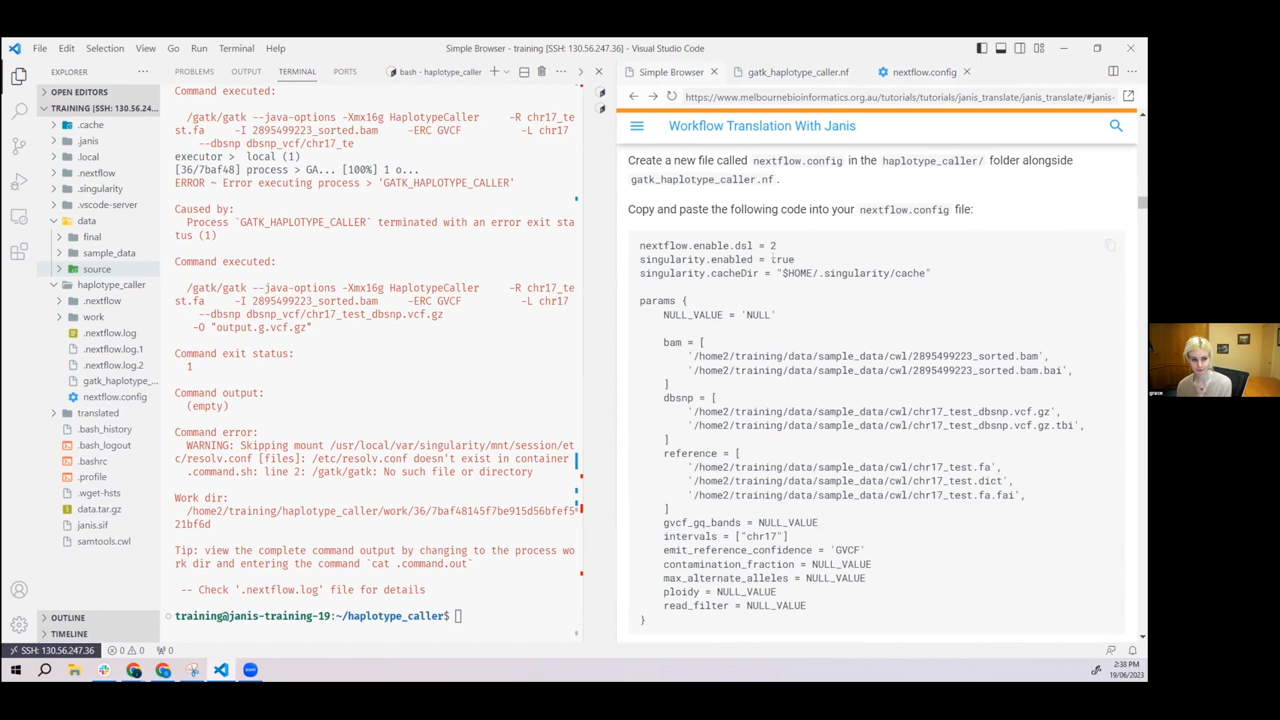 File Edit Selection View Go Run Terminal Help
Simple Browser - training [SSH: 130.56.247.36] - Visual Studio Code
EXPLORER
OPEN EDITORS
TRAINING [SSH: 130.56.24...
.cache
.janis
.local
.nextflow
.singularity
.vscode-server
data
final
sample_data
source
haplotype_caller
.nextflow
work
.nextflow.log
.nextflow.log.1
.nextflow.log.2
gatk_haplotype_...
nextflow.config
translated
.bash_history
.bash_logout
.bashrc
.profile
.wget-hsts
data.tar.gz
janis.sif
samtools.cwl
OUTLINE
TIMELINE
PROBLEMS OUTPUT TERMINAL PORTS
bash - haplotype_caller
Command executed:
/gatk/gatk --java-options -Xmx16g HaplotypeCaller -R chr17_te
st.fa -I 2895499223_sorted.bam -ERC GVCF -L chr17
--dbsnp dbsnp_vcf/chr17_te
executor > local (1)
[36/7baf48] process > GA... [100%] 1 o...
ERROR ~ Error executing process > 'GATK_HAPLOTYPE_CALLER'
Caused by:
Process `GATK_HAPLOTYPE_CALLER` terminated with an error exit sta
tus (1)
Command executed:
/gatk/gatk --java-options -Xmx16g HaplotypeCaller -R chr17_te
st.fa -I 2895499223_sorted.bam -ERC GVCF -L chr17
--dbsnp dbsnp_vcf/chr17_test_dbsnp.vcf.gz
-O "output.g.vcf.gz"
Command exit status:
1
Command output:
(empty)
Command error:
WARNING: Skipping mount /usr/local/var/singularity/mnt/session/et
c/resolv.conf [files]: /etc/resolv.conf doesn't exist in container
.command.sh: line 2: /gatk/gatk: No such file or directory
Work dir:
/home2/training/haplotype_caller/work/36/7baf48145f7be915d56bfef5
21bf6d
Tip: view the complete command output by changing to the process wo
rk dir and entering the command `cat .command.out`
-- Check '.nextflow.log' file for details
training@janis-training-19:~/haplotype_caller$
Simple Browser gatk_haplotype_caller.nf nextflow.config
https://www.melbournebioinformatics.org.au/tutorials/tutorials/janis_translate/janis_translate/#janis-
Workflow Translation With Janis
Create a new file called nextflow.config in the haplotype_caller/ folder alongside
gatk_haplotype_caller.nf.
Copy and paste the following code into your nextflow.config file:
nextflow.enable.dsl = 2
singularity.enabled = true
singularity.cacheDir = "$HOME/.singularity/cache"
params {
NULL_VALUE = 'NULL'
bam = [
'/home2/training/data/sample_data/cwl/2895499223_sorted.bam',
'/home2/training/data/sample_data/cwl/2895499223_sorted.bam.bai',
]
dbsnp = [
'/home2/training/data/sample_data/cwl/chr17_test_dbsnp.vcf.gz',
'/home2/training/data/sample_data/cwl/chr17_test_dbsnp.vcf.gz.tbi',
]
reference = [
'/home2/training/data/sample_data/cwl/chr17_test.fa',
'/home2/training/data/sample_data/cwl/chr17_test.dict',
'/home2/training/data/sample_data/cwl/chr17_test.fa.fai',
]
gvcf_gq_bands = NULL_VALUE
intervals = ["chr17"]
emit_reference_confidence = 'GVCF'
contamination_fraction = NULL_VALUE
max_alternate_alleles = NULL_VALUE
ploidy = NULL_VALUE
read_filter = NULL_VALUE
}
grace
SSH: 130.56.247.36 0 0 0
2:38 PM
19/06/2023